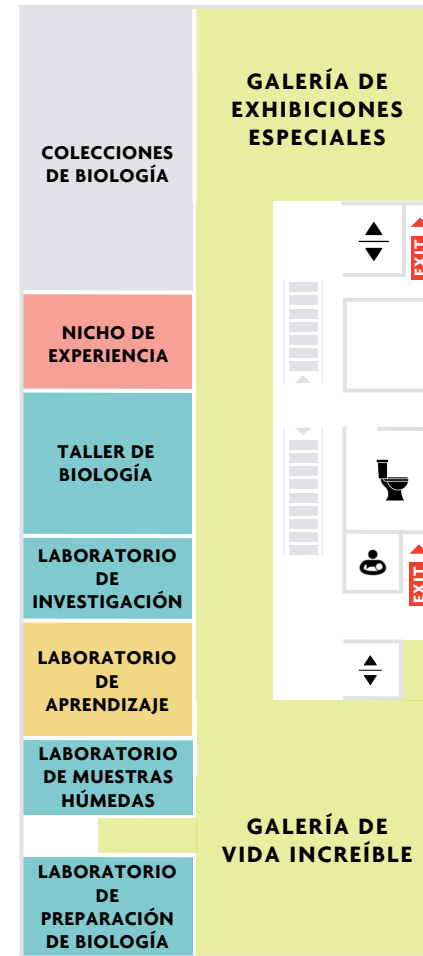 GALERÍA DE
EXHIBICIONES
ESPECIALES
COLECCIONES
DE BIOLOGÍA
EXIT
NICHO DE
EXPERIENCIA
TALLER DE
BIOLOGÍA
LABORATORIO
DE
INVESTIGACIÓN
EXIT
LABORATORIO
DE
APRENDIZAJE
LABORATORIO
DE MUESTRAS
HÚMEDAS
GALERÍA DE
VIDA INCREÍBLE
LABORATORIO
DE
PREPARACIÓN
DE BIOLOGÍA